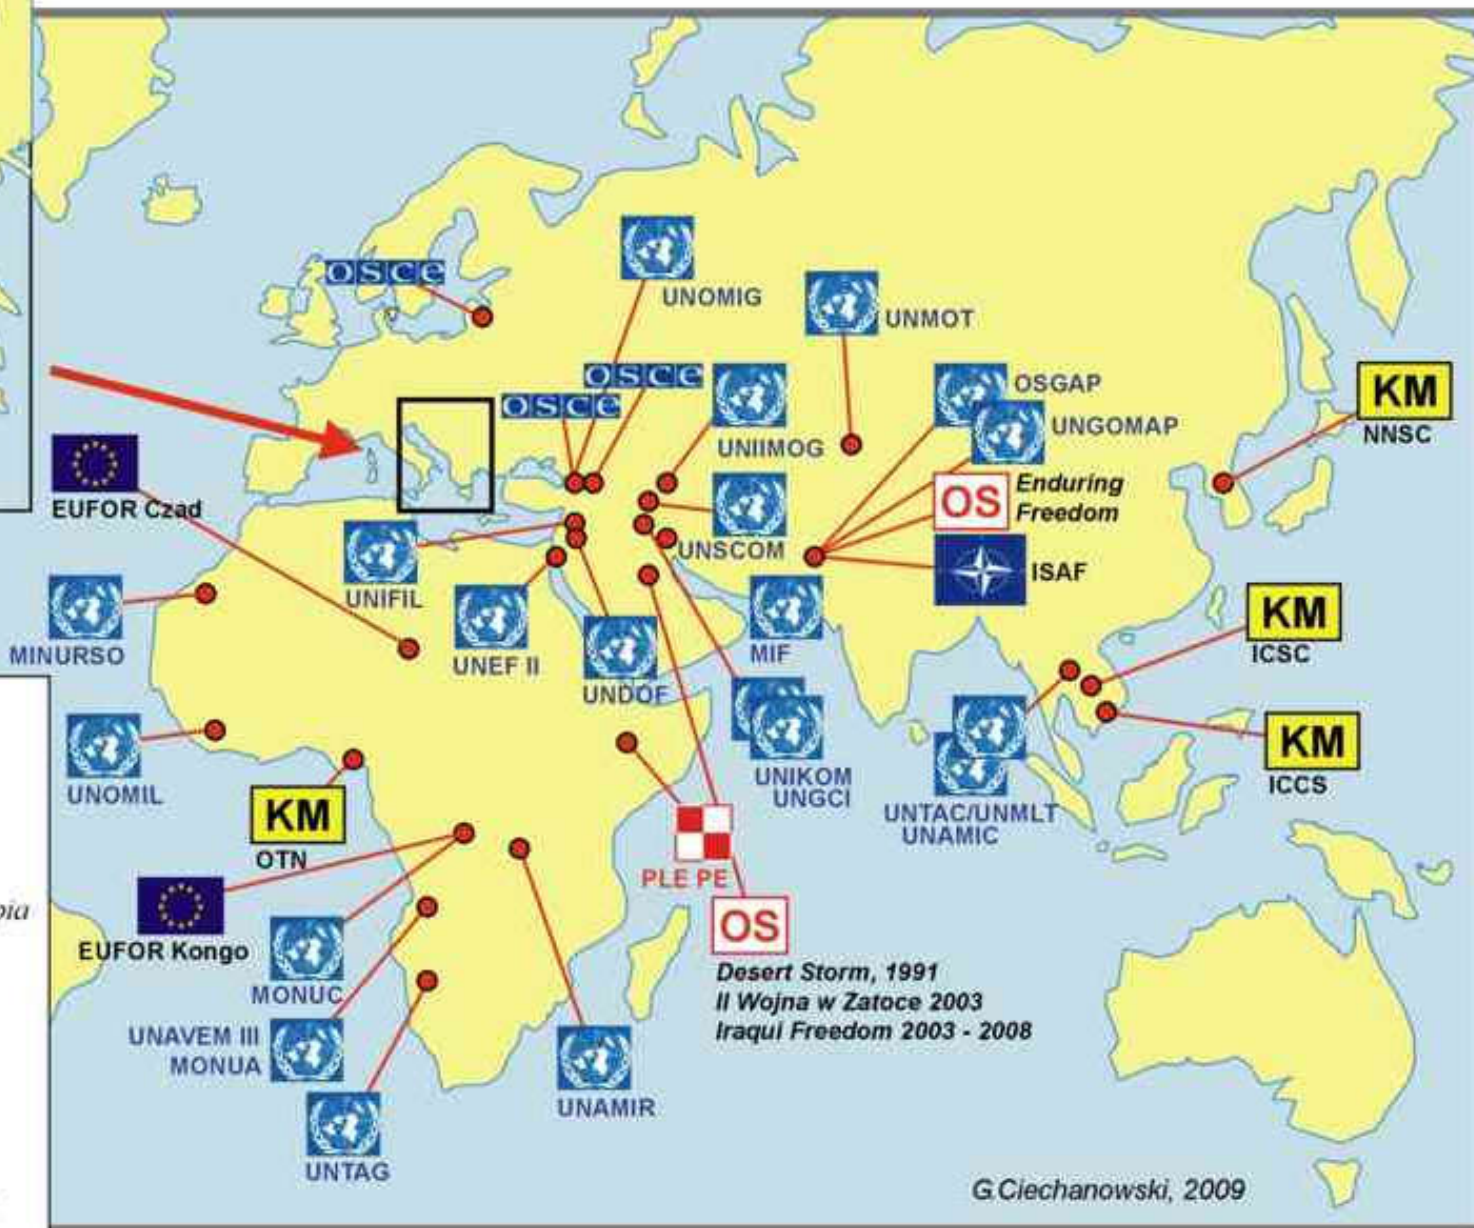 osce
UNOMIG
UNMOT
osce
osce
OSGAP
UNIIMOG
UNGOMAP
KM
NNSC
EUFOR Czad
OS
Enduring
Freedom
UNSCOM
ISAF
UNIFIL
MINURSO
UNEF II
UNDOF
MIF
KM
ICSC
UNOMIL
KM
OTN
UNIKOM
UNGCI
KM
ICCS
UNTAC/UNMLT
UNAMIC
PLE PE
EUFOR Kongo
OS
MONUC
Desert Storm, 1991
II Wojna w Zatoce 2003
Iraqui Freedom 2003 - 2008
UNAVEM III
MONUA
UNAMIR
UNTAG
G.Ciechanowski, 2009